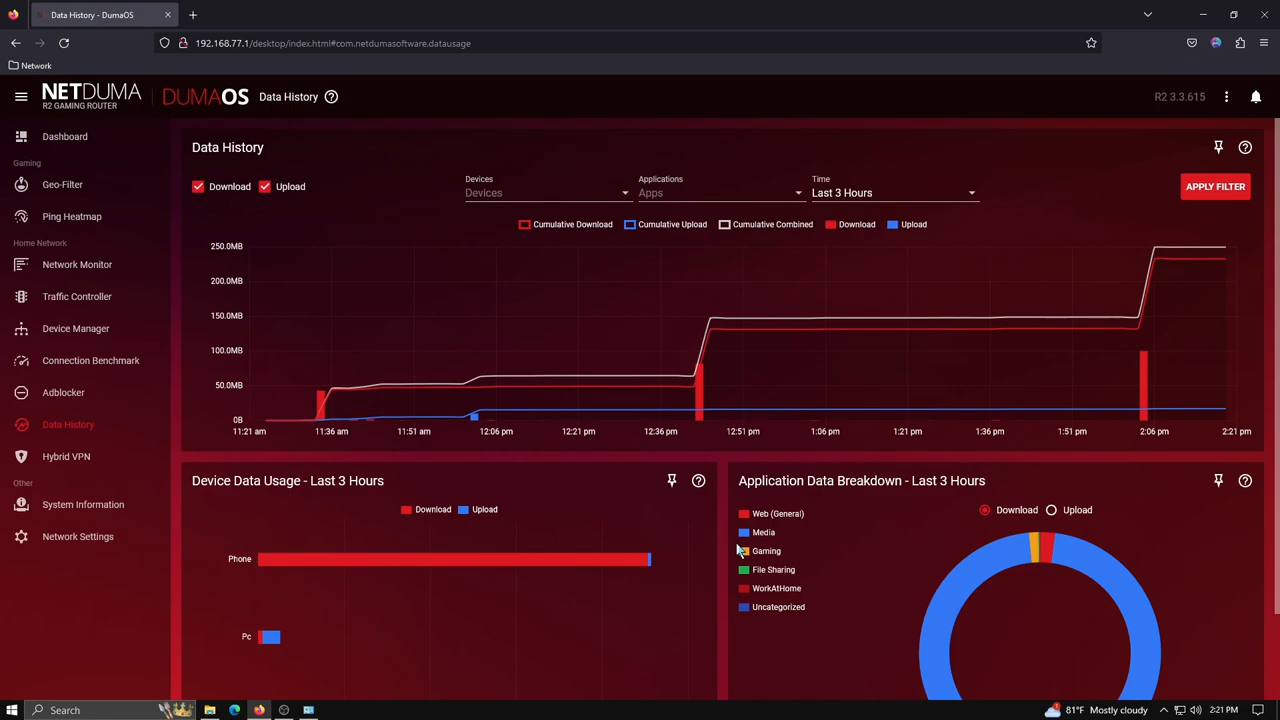 Data History - DumaOS
192.168.77.1/desktop/index.html#com.netdumasoftware.datausage
Network
NETDUMA
R2 GAMING ROUTER
DUMAOS
Data History
R2 3.3.615
Dashboard
Gaming
Geo-Filter
Ping Heatmap
Home Network
Network Monitor
Traffic Controller
Device Manager
Connection Benchmark
Adblocker
Data History
Hybrid VPN
Other
System Information
Network Settings
Data History
Download Upload
Devices
Devices
Applications
Apps
Time
Last 3 Hours
APPLY FILTER
Cumulative Download Cumulative Upload Cumulative Combined Download Upload
250.0MB
200.0MB
150.0MB
100.0MB
50.0MB
0B
11:21 am 11:36 am 11:51 am 12:06 pm 12:21 pm 12:36 pm 12:51 pm 1:06 pm 1:21 pm 1:36 pm 1:51 pm 2:06 pm 2:21 pm
Device Data Usage - Last 3 Hours
Download Upload
Phone
Pc
Application Data Breakdown - Last 3 Hours
Download Upload
Web (General)
Media
Gaming
File Sharing
WorkAtHome
Uncategorized
Search
81°F Mostly cloudy
2:21 PM